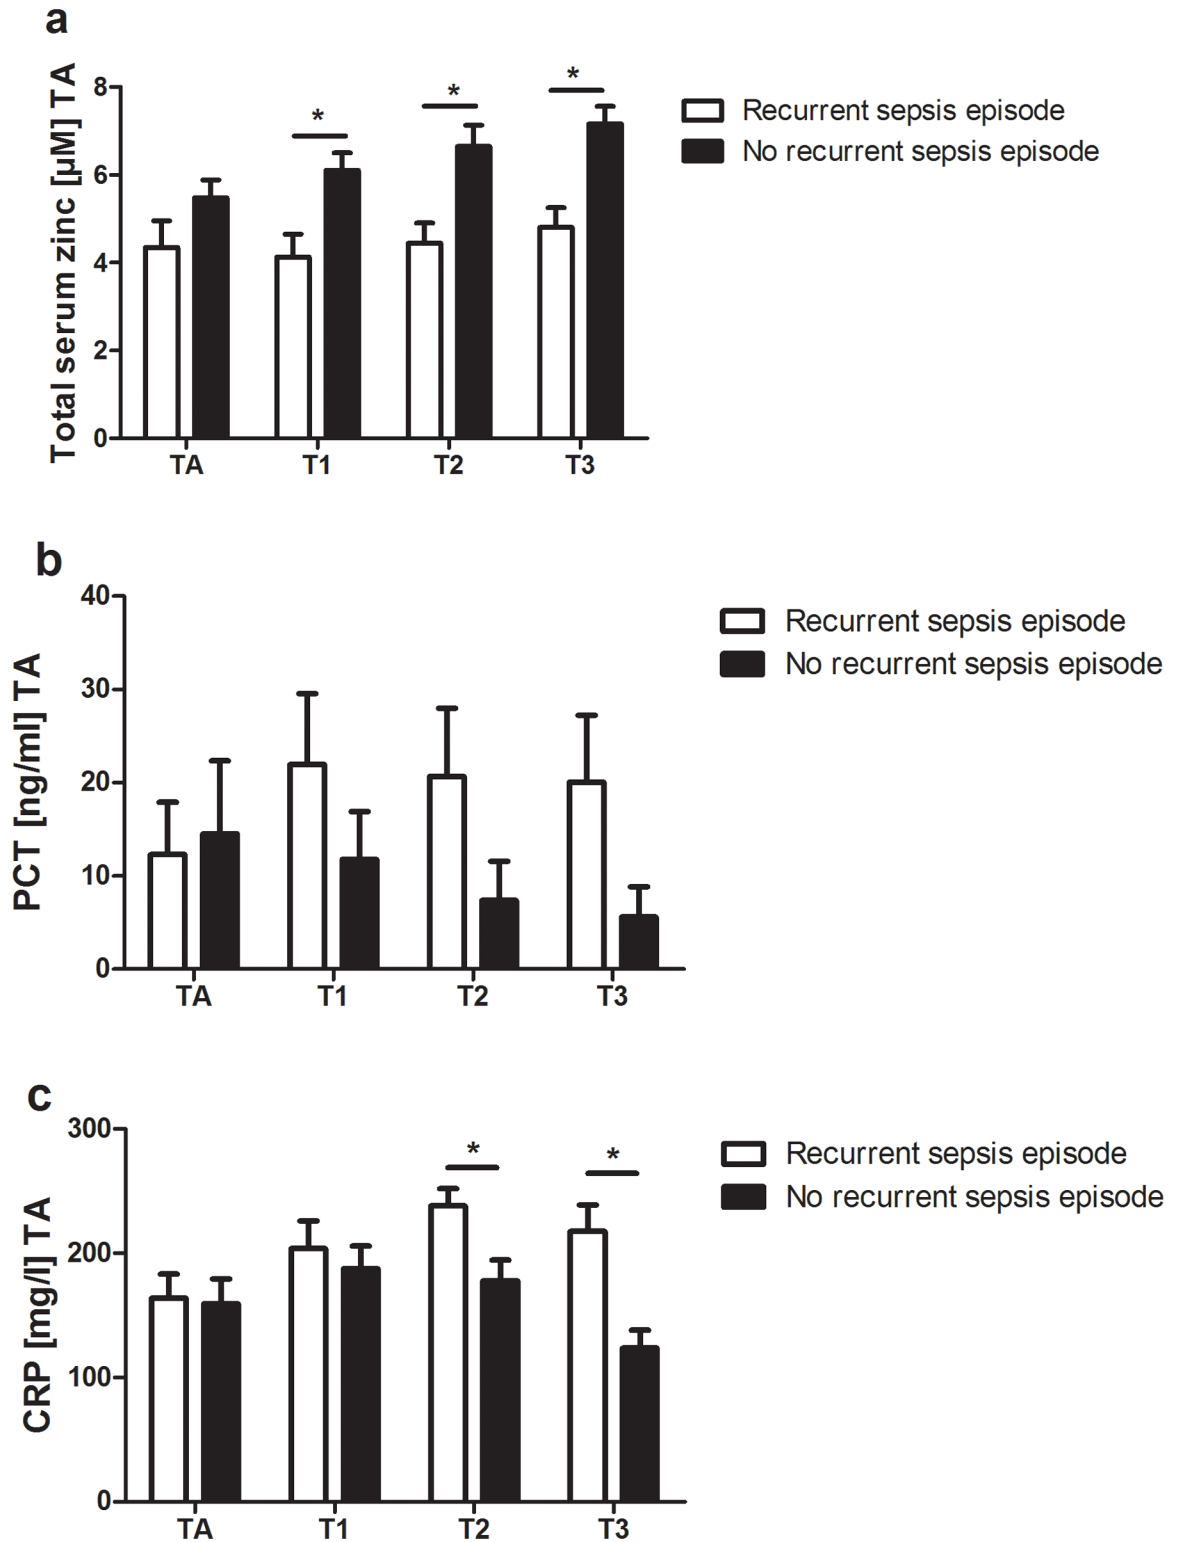 a
Total serum zinc [µM] TA
8
6
4
2
0
*
*
*
TA
T1
T2
T3
Recurrent sepsis episode
No recurrent sepsis episode
b
PCT [ng/ml] TA
40
30
20
10
0
TA
T1
T2
T3
Recurrent sepsis episode
No recurrent sepsis episode
c
CRP [mg/l] TA
300
200
100
0
*
*
TA
T1
T2
T3
Recurrent sepsis episode
No recurrent sepsis episode